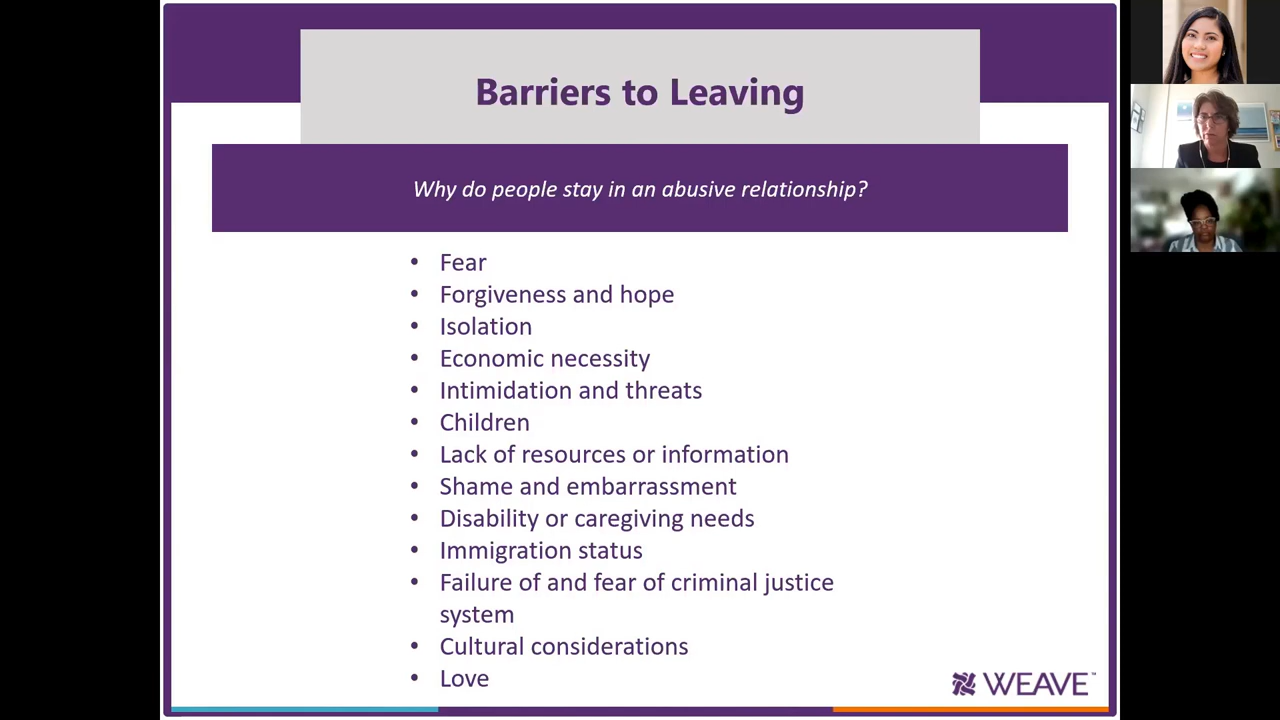 Barriers to Leaving
Why do people stay in an abusive relationship?
• Fear
• Forgiveness and hope
• Isolation
• Economic necessity
• Intimidation and threats
• Children
• Lack of resources or information
• Shame and embarrassment
• Disability or caregiving needs
• Immigration status
• Failure of and fear of criminal justice
system
• Cultural considerations
• Love
WEAVE™